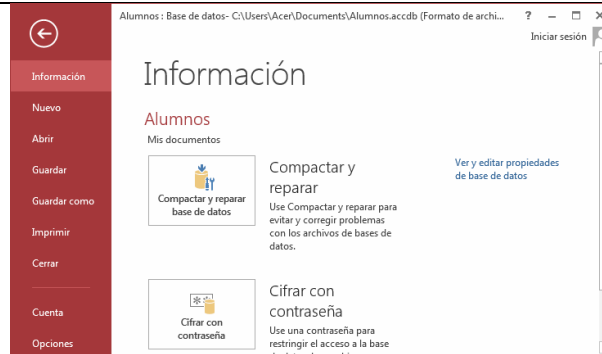 Alumnos : Base de datos- C:\Users\Acer\Documents\Alumnos.accdb (Formato de archi...
Iniciar sesión
Información
Nuevo
Abrir
Guardar
Guardar como
Imprimir
Cerrar
Cuenta
Opciones
Información
Alumnos
Mis documentos
Compactar y reparar
base de datos
Compactar y
reparar
Use Compactar y reparar para
evitar y corregir problemas
con los archivos de bases de
datos.
Ver y editar propiedades
de base de datos
Cifrar con
contraseña
Cifrar con
contraseña
Use una contraseña para
restringir el acceso a la base